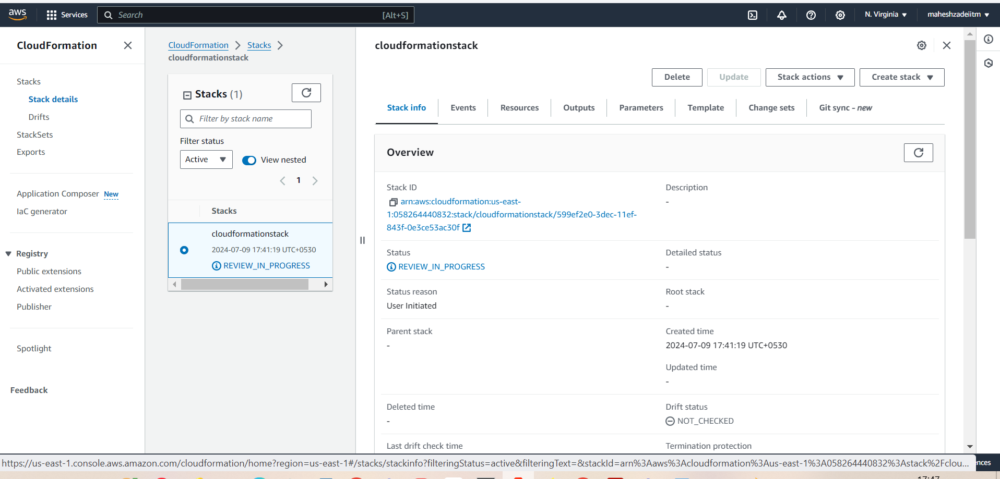 aws
Services
Search
[Alt+S]
N. Virginia
maheshzadeiitm
CloudFormation
Stacks
Stack details
Drifts
StackSets
Exports
Application Composer New
IaC generator
Registry
Public extensions
Activated extensions
Publisher
Spotlight
Feedback
CloudFormation
Stacks
cloudformationstack
Stacks (1)
Filter by stack name
Filter status
Active
View nested
1
Stacks
cloudformationstack
2024-07-09 17:41:19 UTC+0530
REVIEW_IN_PROGRESS
cloudformationstack
Delete
Update
Stack actions
Create stack
Stack info
Events
Resources
Outputs
Parameters
Template
Change sets
Git sync - new
Overview
Stack ID
arn:aws:cloudformation:us-east-
1:058264440832:stack/cloudformationstack/599ef2e0-3dec-11ef-
843f-0e3ce53ac30f
Description
-
Status
REVIEW_IN_PROGRESS
Detailed status
-
Status reason
User Initiated
Root stack
-
Parent stack
-
Created time
2024-07-09 17:41:19 UTC+0530
Updated time
-
Deleted time
-
Drift status
NOT_CHECKED
Last drift check time
Termination protection
https://us-east-1.console.aws.amazon.com/cloudformation/home?region=us-east-1#/stacks/stackinfo?filteringStatus=active&filteringText=&stackId=arn%3Aaws%3Acloudformation%3Aus-east-1%3A058264440832%3Astack%2Fclou...
ences
17:47